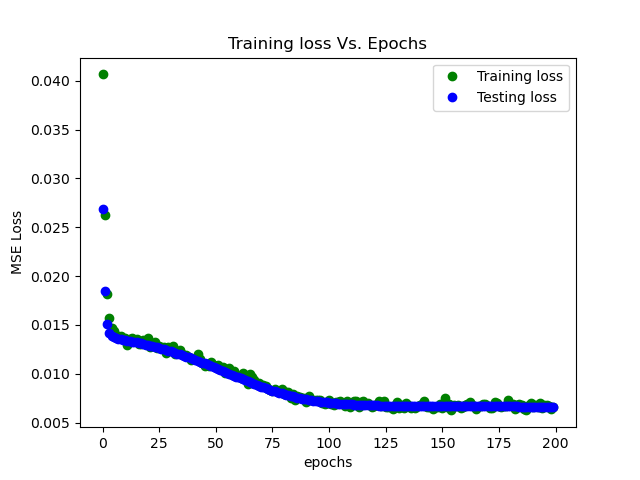 Training loss Vs. Epochs
Training loss
Testing loss
MSE Loss
0.040
0.035
0.030
0.025
0.020
0.015
0.010
0.005
0 25 50 75 100 125 150 175 200
epochs